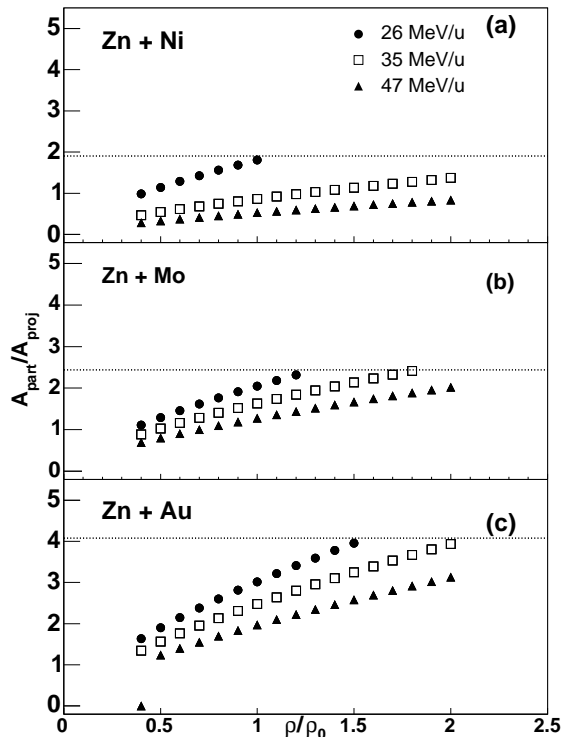 Zn + Ni
(a)
26 MeV/u
35 MeV/u
47 MeV/u
5
4
3
2
1
0
Zn + Mo
(b)
5
4
3
2
1
0
A_part/A_proj
Zn + Au
(c)
5
4
3
2
1
0
0 0.5 1 1.5 2 2.5
ρ/ρ₀